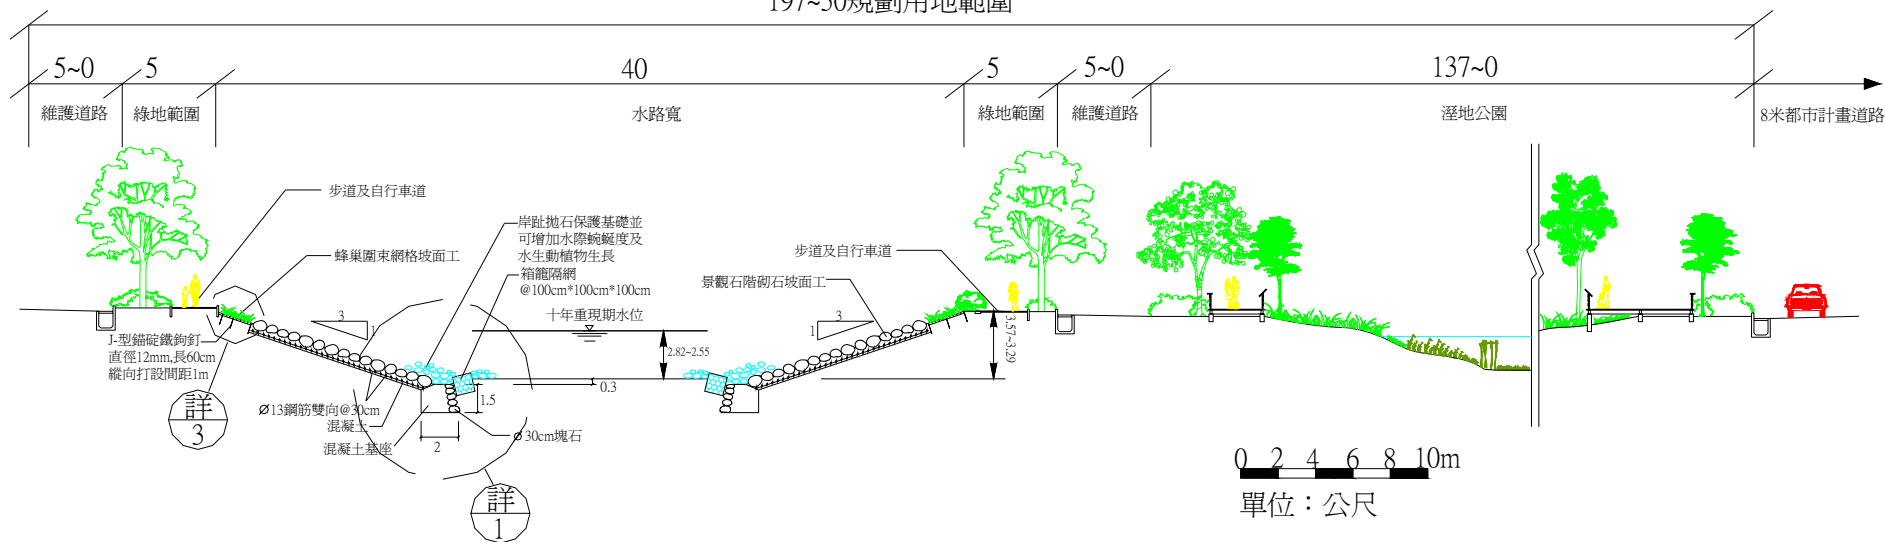 197~50規劃用地範圍
5~0
5
40
5
5~0
137~0
維護道路
綠地範圍
水路寬
綠地範圍
維護道路
溼地公園
8米都市計畫道路
步道及自行車道
蜂巢圍束網格坡面工
岸趾拋石保護基礎並
可增加水際蜿蜒度及
水生動植物生長
箱籠隔網
@100cm*100cm*100cm
十年重現期水位
步道及自行車道
景觀石階砌石坡面工
3
1
3
1
J-型錨碇鐵鉤釘
直徑12mm,長60cm
縱向打設間距1m
2.82~2.55
3.57~3.29
0.3
1.5
2
詳
3
Ø13鋼筋雙向@30cm
混凝土
混凝土基座
Ø30cm塊石
詳
1
0 2 4 6 8 10m
單位：公尺